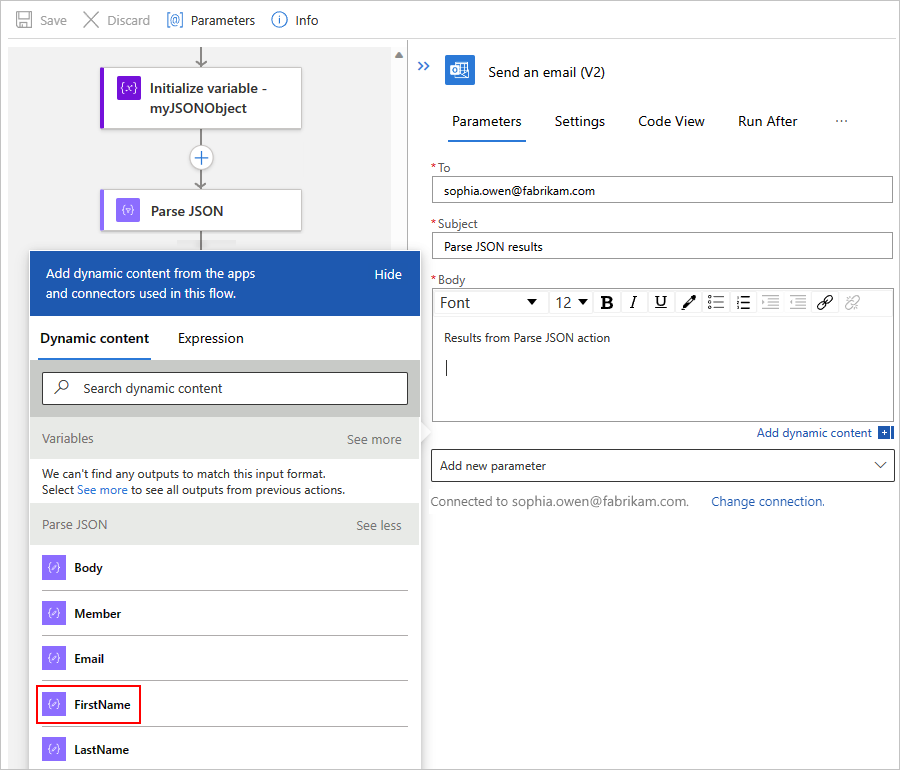 Save Discard Parameters Info
Initialize variable -
myJSONObject
Parse JSON
Add dynamic content from the apps
and connectors used in this flow.
Hide
Dynamic content Expression
Search dynamic content
Variables See more
We can't find any outputs to match this input format.
Select See more to see all outputs from previous actions.
Parse JSON See less
Body
Member
Email
FirstName
LastName
Send an email (V2)
Parameters Settings Code View Run After ...
*To
sophia.owen@fabrikam.com
*Subject
Parse JSON results
*Body
Font 12 B I U
Results from Parse JSON action
Add dynamic content
Add new parameter
Connected to sophia.owen@fabrikam.com. Change connection.